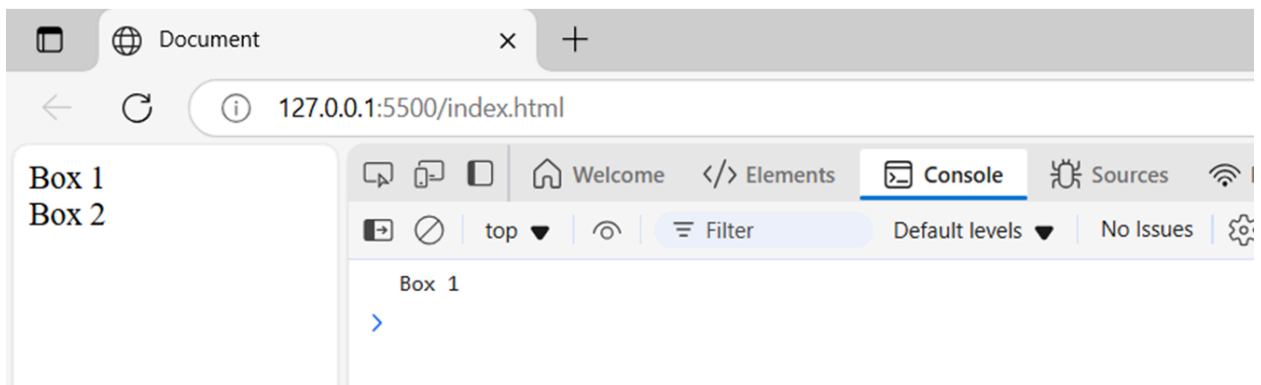 Document
127.0.0.1:5500/index.html
Box 1
Box 2
Welcome Elements Console Sources
top Filter Default levels No Issues
Box 1